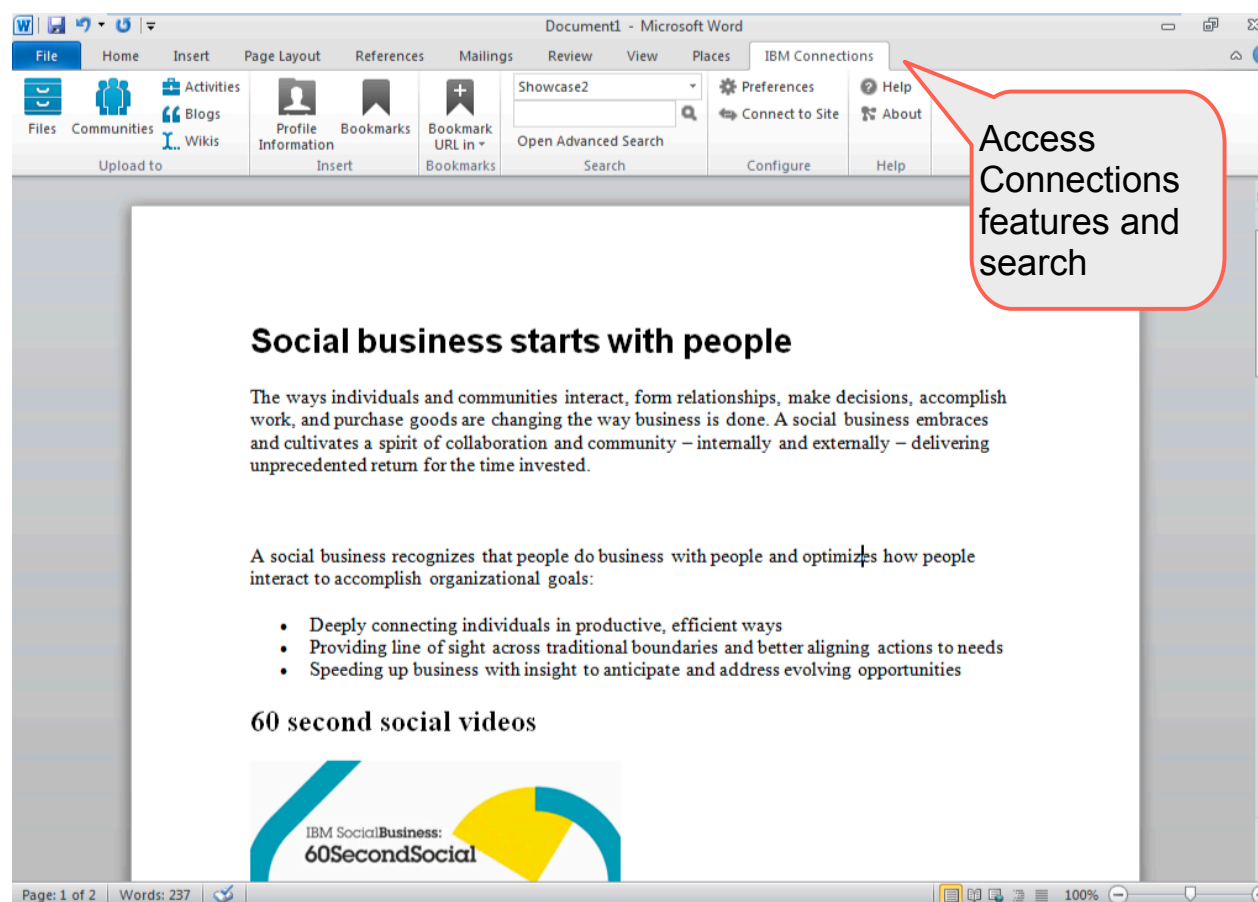 Document1 - Microsoft Word
File Home Insert Page Layout References Mailings Review View Places IBM Connections
Files
Communities
Activities
Blogs
Wikis
Upload to
Profile
Information
Bookmarks
Insert
Bookmark
URL in
Bookmarks
Showcase2
Open Advanced Search
Search
Preferences
Connect to Site
Configure
Help
About
Help
Access
Connections
features and
search
Social business starts with people
The ways individuals and communities interact, form relationships, make decisions, accomplish
work, and purchase goods are changing the way business is done. A social business embraces
and cultivates a spirit of collaboration and community – internally and externally – delivering
unprecedented return for the time invested.
A social business recognizes that people do business with people and optimizes how people
interact to accomplish organizational goals:
• Deeply connecting individuals in productive, efficient ways
• Providing line of sight across traditional boundaries and better aligning actions to needs
• Speeding up business with insight to anticipate and address evolving opportunities
60 second social videos
IBM SocialBusiness:
60SecondSocial
Page: 1 of 2 Words: 237 100%